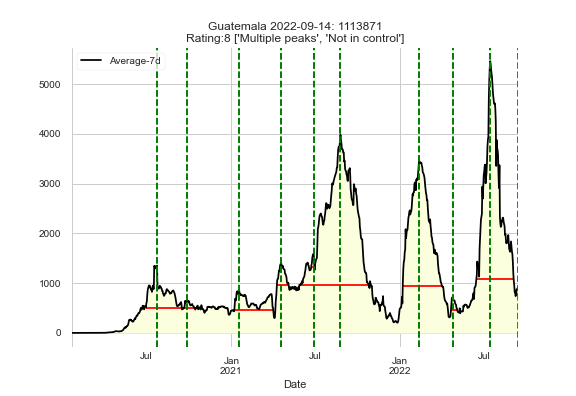 Guatemala 2022-09-14: 1113871
Rating:8 ['Multiple peaks', 'Not in control']
Average-7d
5000
4000
3000
2000
1000
0
Jul
Jan
2021
Jul
Jan
2022
Jul
Date